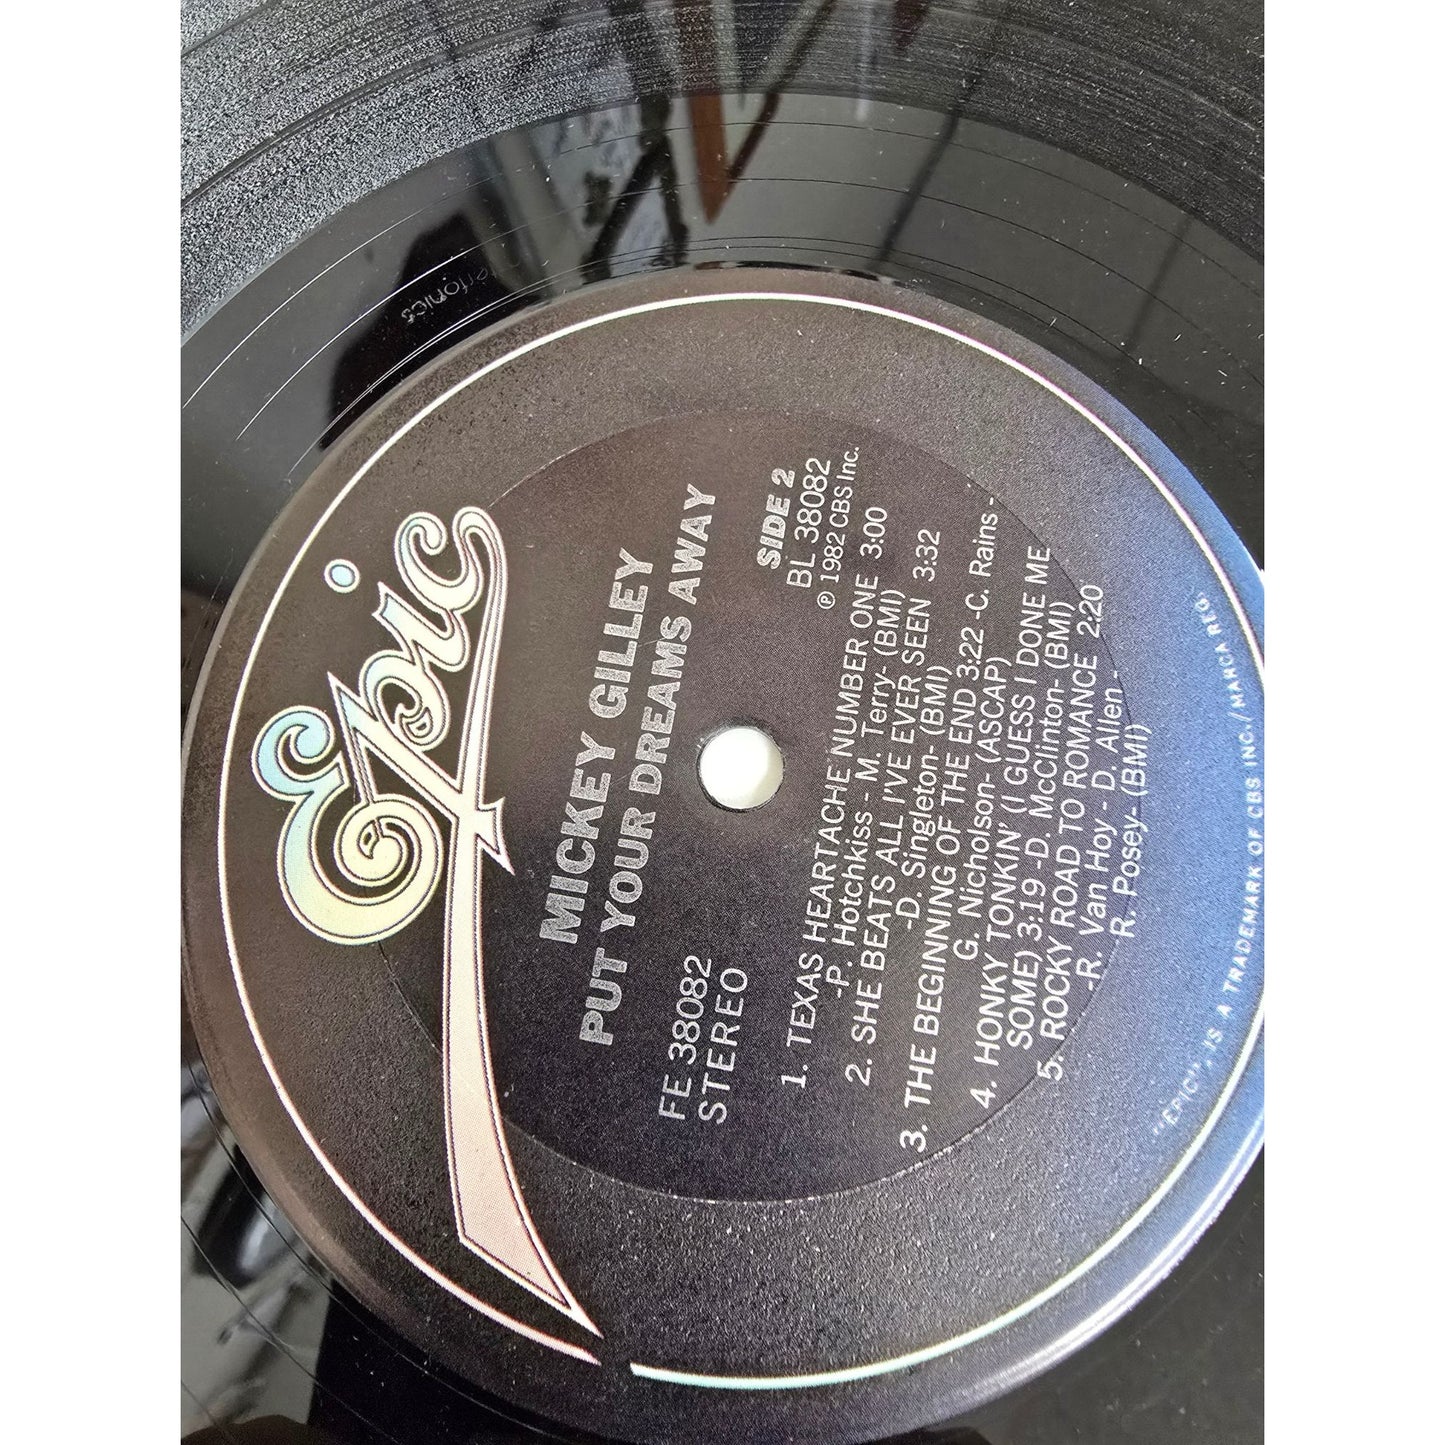 Epic
MICKEY GILLEY
PUT YOUR DREAMS AWAY
FE 38082
STEREO
SIDE 2
BL 38082
℗ 1982 CBS Inc.
1. TEXAS HEARTACHE NUMBER ONE 3:00
-P. Hotchkiss - M. Terry- (BMI)
2. SHE BEATS ALL I'VE EVER SEEN 3:32
-D. Singleton- (BMI)
3. THE BEGINNING OF THE END 3:22 -C. Rains -
G. Nicholson- (ASCAP)
4. HONKY TONKIN' (I GUESS I DONE ME
SOME) 3:19 -D. McClinton- (BMI)
5. ROCKY ROAD TO ROMANCE 2:20
-R. Van Hoy - D. Allen -
R. Posey- (BMI)
"EPIC", IS A TRADEMARK OF CBS INC./MARCA REG.